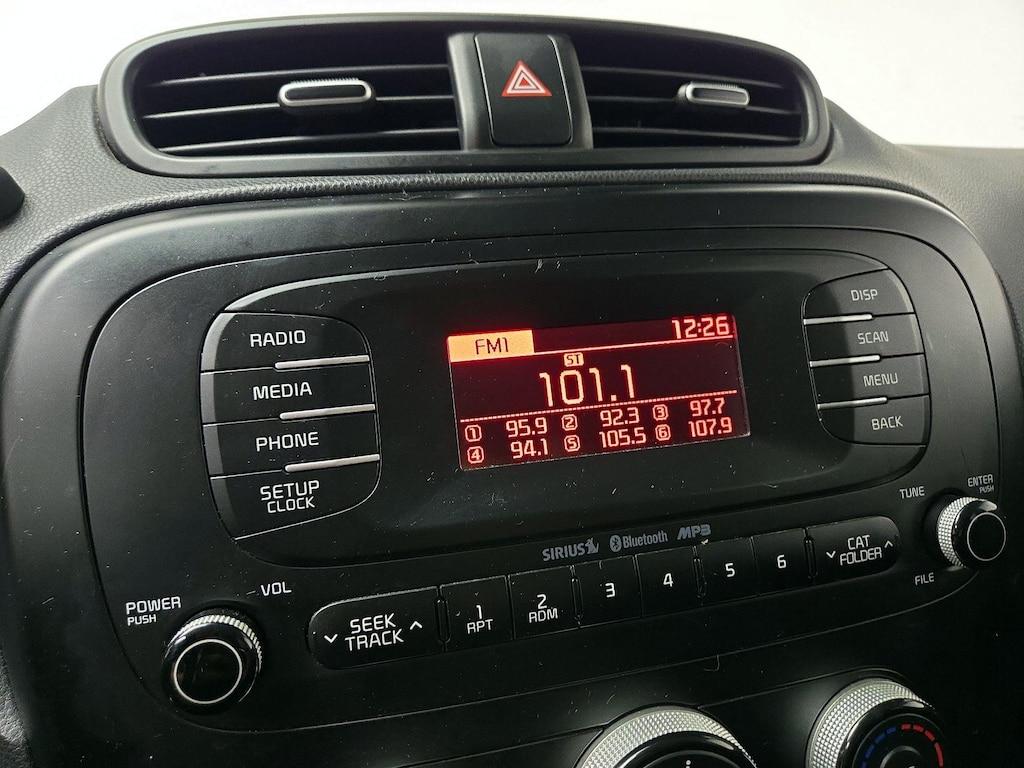 RADIO
MEDIA
PHONE
SETUP
CLOCK
FM1 12:26
ST
101.1
1 95.9 2 92.3 3 97.7
4 94.1 5 105.5 6 107.9
DISP
SCAN
MENU
BACK
SIRIUS Bluetooth MP3
POWER
PUSH
VOL
SEEK
TRACK
1
RPT
2
RDM
3
4
5
6
CAT
FOLDER
TUNE
ENTER
PUSH
FILE